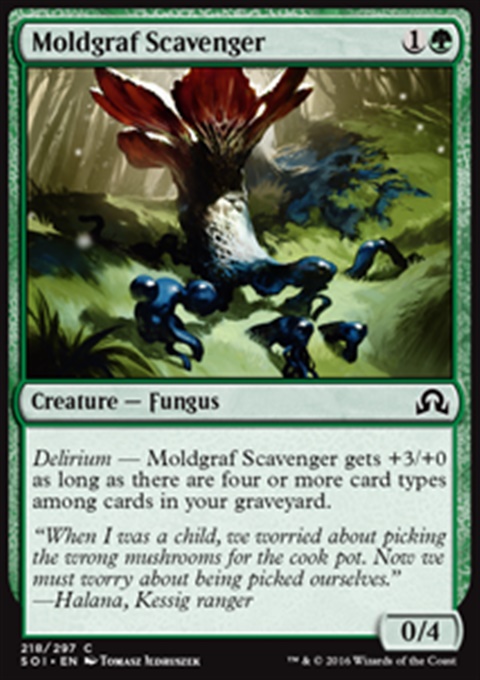 Moldgraf Scavenger 1
Creature — Fungus
Delirium — Moldgraf Scavenger gets +3/+0
as long as there are four or more card types
among cards in your graveyard.
“When I was a child, we worried about picking
the wrong mushrooms for the cook pot. Now we
must worry about being picked ourselves.”
—Halana, Kessig ranger
0/4
218/297 C
SOI • EN Tomasz Jedruszek
™ & © 2016 Wizards of the Coast